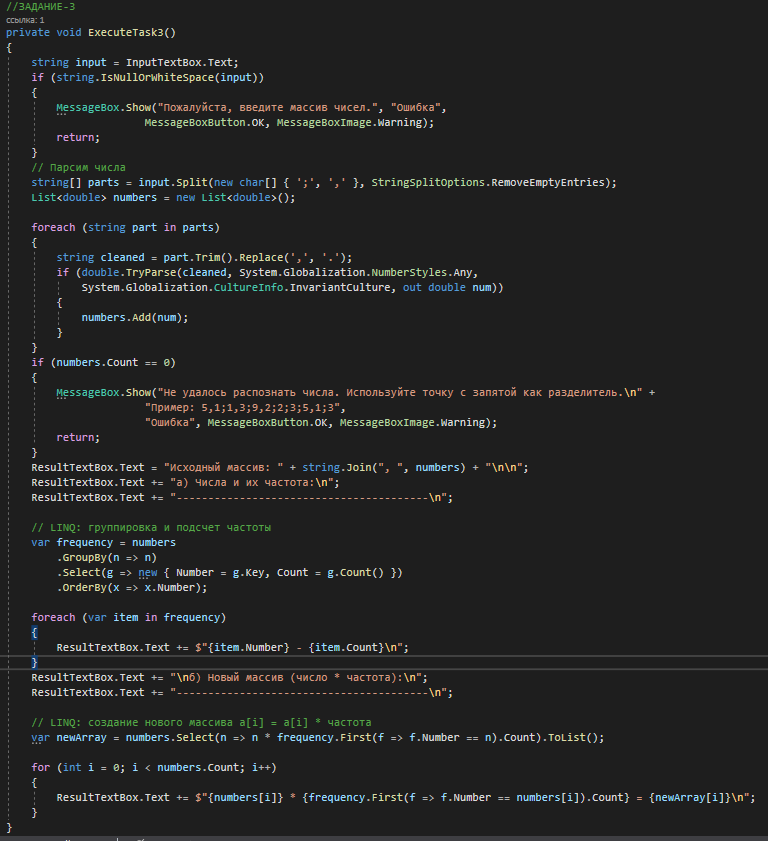 //ЗАДАНИЕ-3
ссылка: 1
private void ExecuteTask3()
{
    string input = InputTextBox.Text;
    if (string.IsNullOrWhiteSpace(input))
    {
        MessageBox.Show("Пожалуйста, введите массив чисел.", "Ошибка",
                      MessageBoxButton.OK, MessageBoxImage.Warning);
        return;
    }
    // Парсим числа
    string[] parts = input.Split(new char[] { ';', ',' }, StringSplitOptions.RemoveEmptyEntries);
    List<double> numbers = new List<double>();
    foreach (string part in parts)
    {
        string cleaned = part.Trim().Replace(',', '.');
        if (double.TryParse(cleaned, System.Globalization.NumberStyles.Any,
            System.Globalization.CultureInfo.InvariantCulture, out double num))
        {
            numbers.Add(num);
        }
    }
    if (numbers.Count == 0)
    {
        MessageBox.Show("Не удалось распознать числа. Используйте точку с запятой как разделитель.\n" +
                      "Пример: 5,1;1,3;9,2;2;3;5,1;3",
                      "Ошибка", MessageBoxButton.OK, MessageBoxImage.Warning);
        return;
    }
    ResultTextBox.Text = "Исходный массив: " + string.Join(", ", numbers) + "\n\n";
    ResultTextBox.Text += "а) Числа и их частота:\n";
    ResultTextBox.Text += "----------------------------------------\n";
    // LINQ: группировка и подсчет частоты
    var frequency = numbers
        .GroupBy(n => n)
        .Select(g => new { Number = g.Key, Count = g.Count() })
        .OrderBy(x => x.Number);
    foreach (var item in frequency)
    {
        ResultTextBox.Text += $"{item.Number} - {item.Count}\n";
    }
    ResultTextBox.Text += "\nб) Новый массив (число * частота):\n";
    ResultTextBox.Text += "----------------------------------------\n";
    // LINQ: создание нового массива a[i] = a[i] * частота
    var newArray = numbers.Select(n => n * frequency.First(f => f.Number == n).Count).ToList();
    for (int i = 0; i < numbers.Count; i++)
    {
        ResultTextBox.Text += $"{numbers[i]} * {frequency.First(f => f.Number == numbers[i]).Count} = {newArray[i]}\n";
    }
}